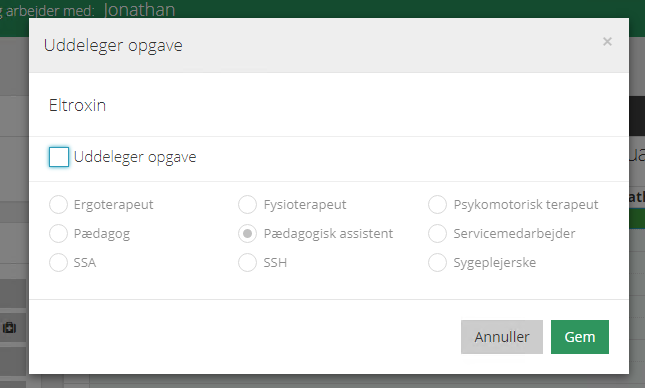 arbejder med: Jonathan
Uddeleger opgave ×
Eltroxin
Uddeleger opgave
Ergoterapeut Fysioterapeut Psykomotorisk terapeut
Pædagog Pædagogisk assistent Servicemedarbejder
SSA SSH Sygeplejerske
Annuller Gem